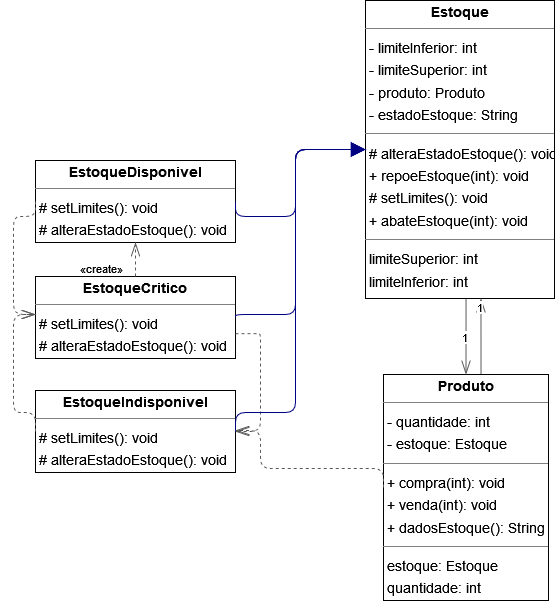 Estoque
- limiteInferior: int
- limiteSuperior: int
- produto: Produto
- estadoEstoque: String
# alteraEstadoEstoque(): void
+ repoeEstoque(int): void
# setLimites(): void
+ abateEstoque(int): void
limiteSuperior: int
limiteInferior: int
EstoqueDisponivel
# setLimites(): void
# alteraEstadoEstoque(): void
«create»
EstoqueCritico
# setLimites(): void
# alteraEstadoEstoque(): void
EstoqueIndisponivel
# setLimites(): void
# alteraEstadoEstoque(): void
1
1
Produto
- quantidade: int
- estoque: Estoque
+ compra(int): void
+ venda(int): void
+ dadosEstoque(): String
estoque: Estoque
quantidade: int